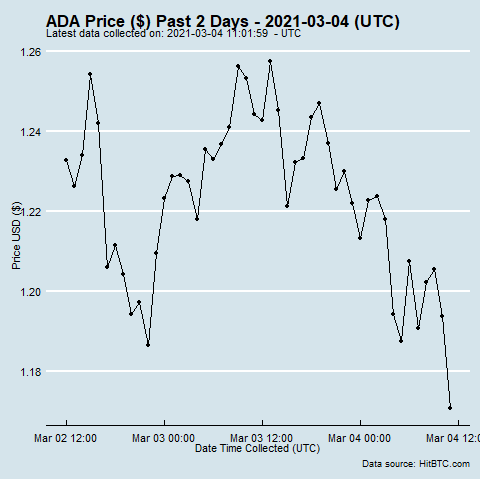 ADA Price ($) Past 2 Days - 2021-03-04 (UTC)
Latest data collected on: 2021-03-04 11:01:59 - UTC
1.26
1.24
1.22
1.20
1.18
Price USD ($)
Mar 02 12:00 Mar 03 00:00 Mar 03 12:00 Mar 04 00:00 Mar 04 12:
Date Time Collected (UTC)
Data source: HitBTC.com